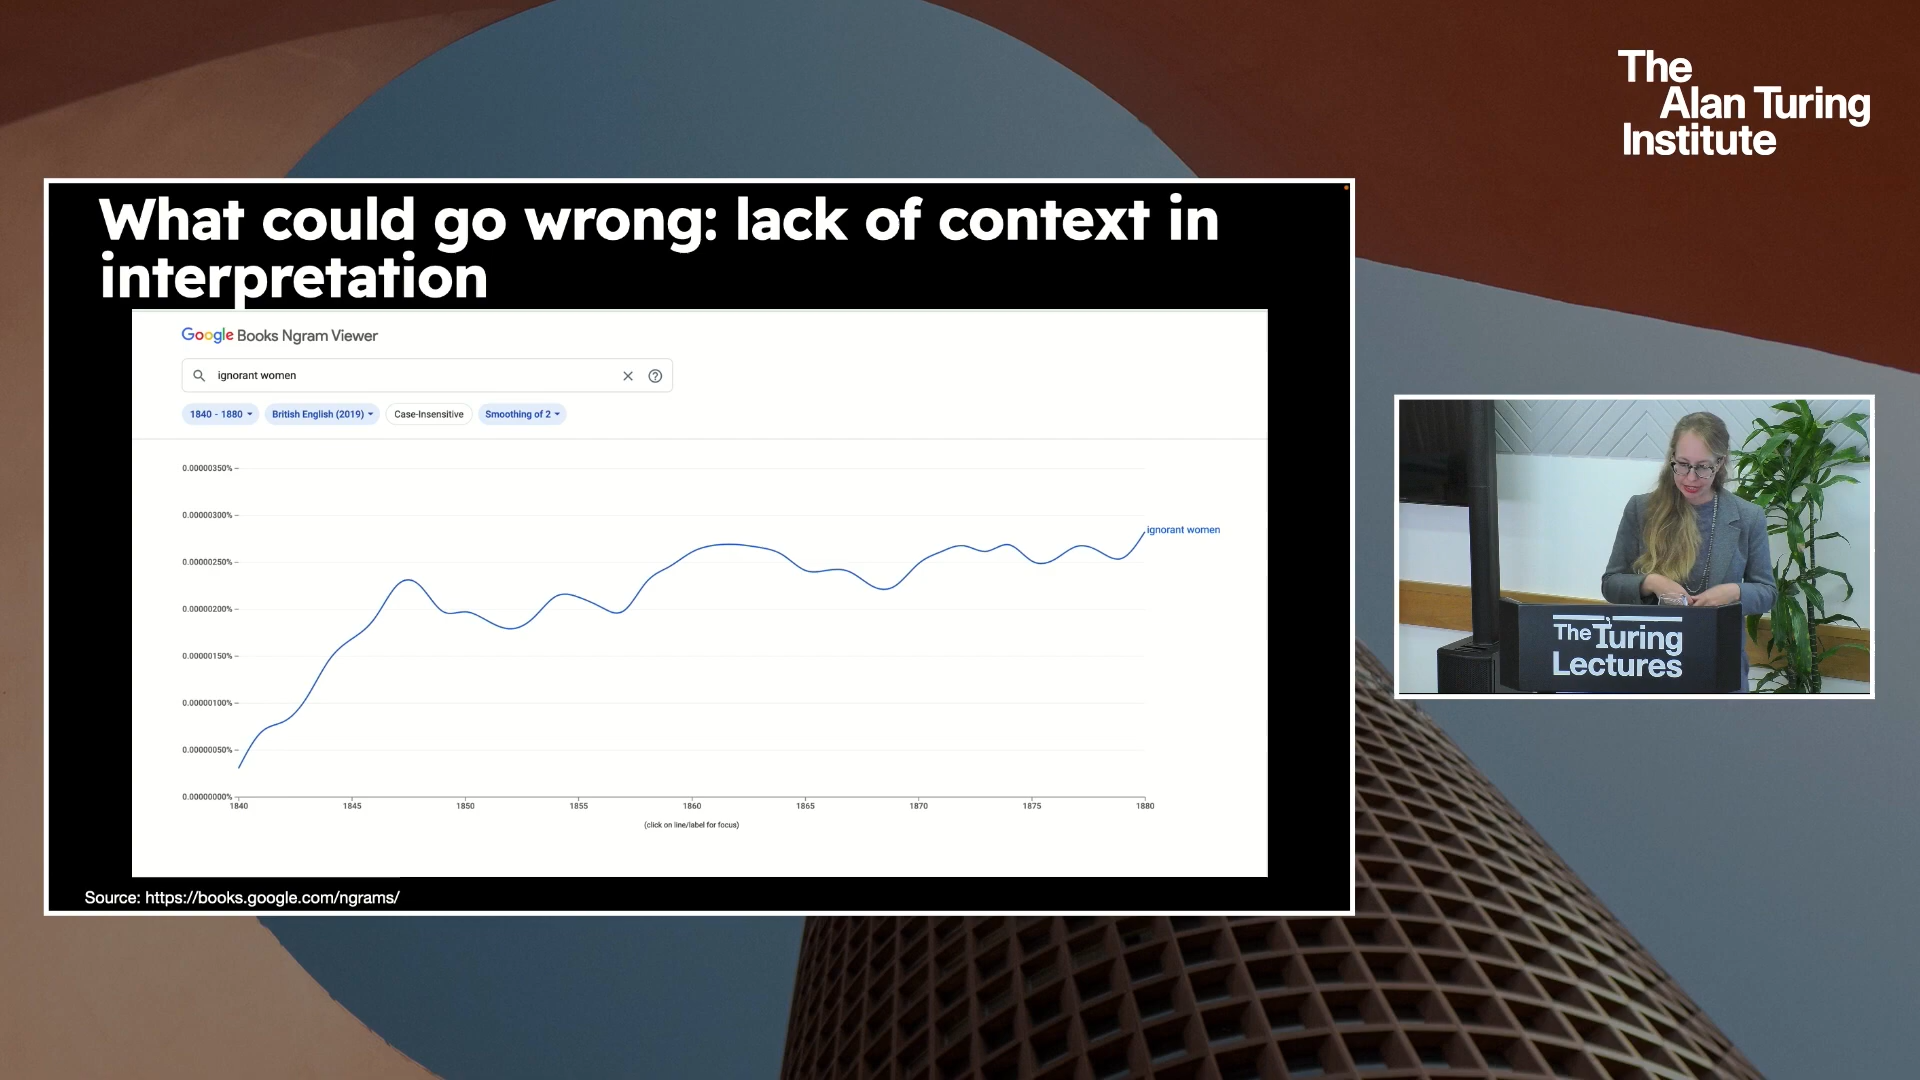 The
Alan Turing
Institute
What could go wrong: lack of context in
interpretation
Google Books Ngram Viewer
ignorant women
1840 - 1880
British English (2019)
Case-Insensitive
Smoothing of 2
0.00000350%
0.00000300%
0.00000250%
0.00000200%
0.00000150%
0.00000100%
0.00000050%
0.00000000%
ignorant women
1840 1845 1850 1855 1860 1865 1870 1875 1880
(click on line/label for focus)
Source: https://books.google.com/ngrams/
The Turing
Lectures